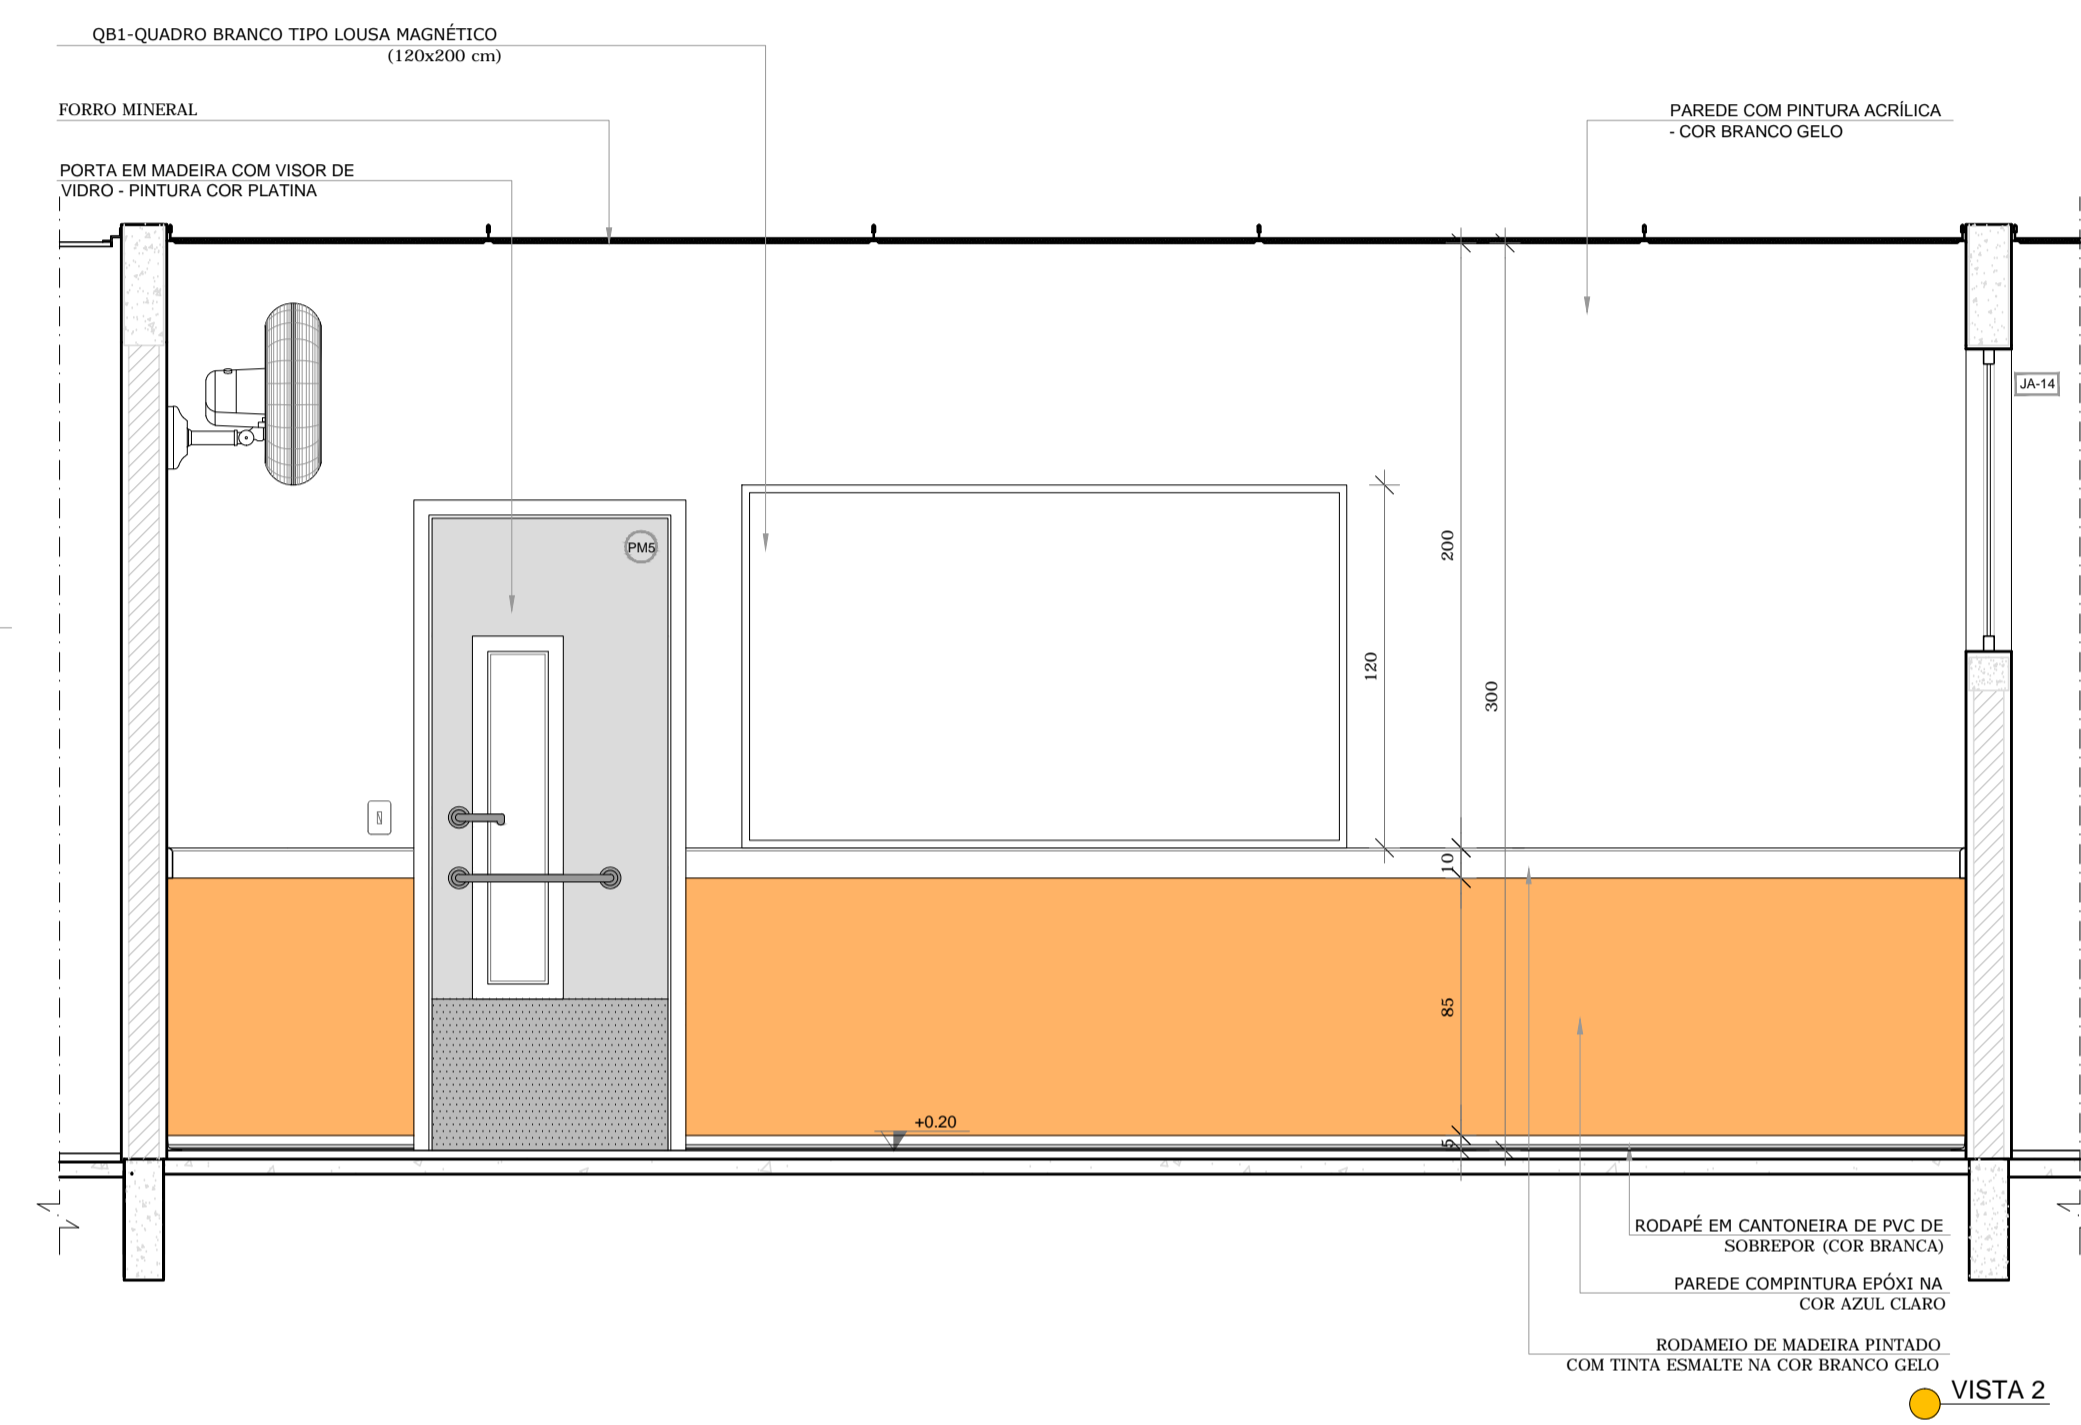 QB1-QUADRO BRANCO TIPO LOUSA MAGNÉTICO
(120x200 cm)
FORRO MINERAL
PORTA EM MADEIRA COM VISOR DE
VIDRO - PINTURA COR PLATINA
PAREDE COM PINTURA ACRÍLICA
- COR BRANCO GELO
JA-14
PM5
200
120
300
10
85
5
+0.20
RODAPÉ EM CANTONEIRA DE PVC DE
SOBREPOR (COR BRANCA)
PAREDE COMPINTURA EPÓXI NA
COR AZUL CLARO
RODAMEIO DE MADEIRA PINTADO
COM TINTA ESMALTE NA COR BRANCO GELO
VISTA 2